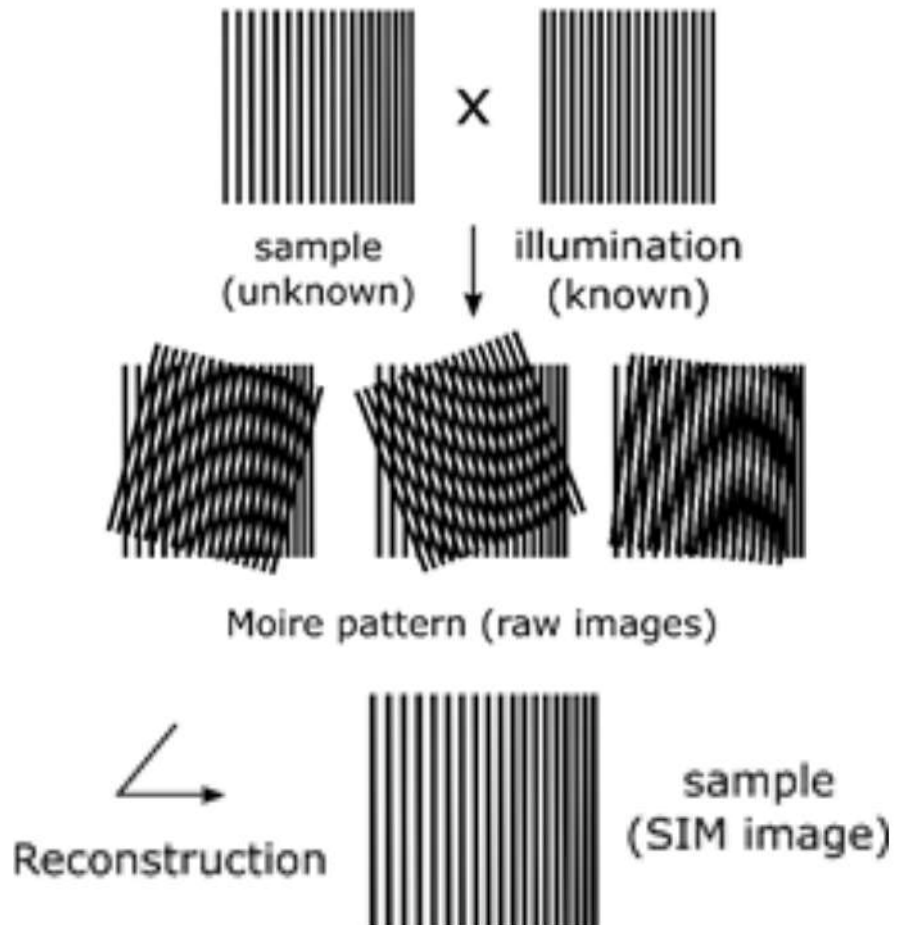 x
sample
(unknown)
illumination
(known)
Moire pattern (raw images)
Reconstruction
sample
(SIM image)